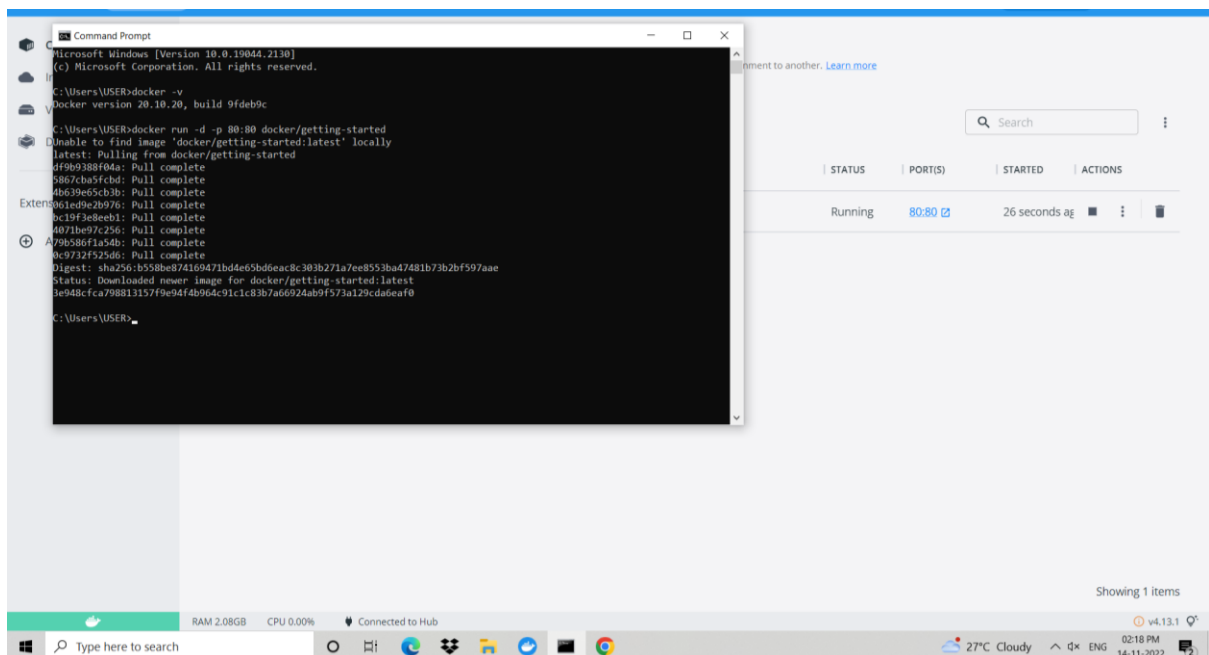 Command Prompt
Microsoft Windows [Version 10.0.19044.2130]
(c) Microsoft Corporation. All rights reserved.
C:\Users\USER>docker -v
Docker version 20.10.20, build 9fdeb9c
C:\Users\USER>docker run -d -p 80:80 docker/getting-started
Unable to find image 'docker/getting-started:latest' locally
latest: Pulling from docker/getting-started
df9b9388f04a: Pull complete
5867cba5fcbd: Pull complete
4b639e65cb3b: Pull complete
061ed9e2b976: Pull complete
bc19f3e8eeb1: Pull complete
4071be97c256: Pull complete
79b586f1a54b: Pull complete
0c9732f525d6: Pull complete
Digest: sha256:b558be874169471bd4e65bd6eac8c303b271a7ee8553ba47481b73b2bf597aae
Status: Downloaded newer image for docker/getting-started:latest
3e948cfca798813157f9e94f4b964c91c1c83b7a66924ab9f573a129cda6eaf0
C:\Users\USER>
nment to another. Learn more
Search
STATUS PORT(S) STARTED ACTIONS
Running 80:80 26 seconds ag
Extens
Showing 1 items
RAM 2.08GB CPU 0.00% Connected to Hub v4.13.1
Type here to search 27°C Cloudy ENG 02:18 PM
14-11-2022